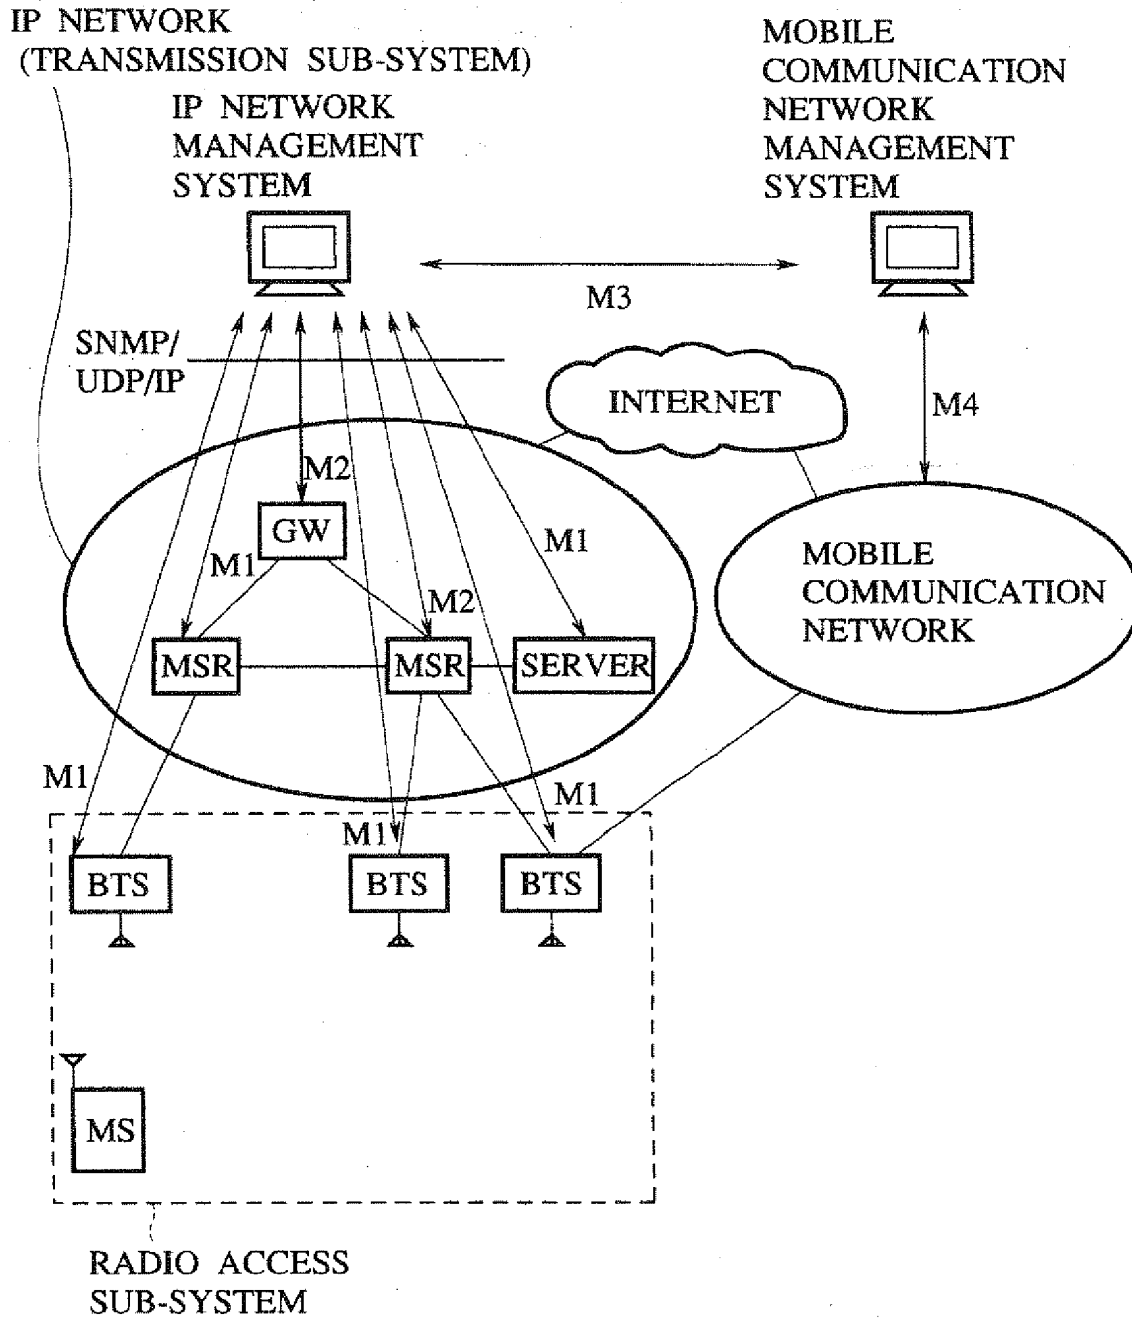 IP NETWORK
(TRANSMISSION SUB-SYSTEM)
IP NETWORK
MANAGEMENT
SYSTEM
MOBILE
COMMUNICATION
NETWORK
MANAGEMENT
SYSTEM
M3
SNMP/
UDP/IP
INTERNET
M4
M2
GW
M1
M1
M2
MOBILE
COMMUNICATION
NETWORK
MSR
MSR
SERVER
M1
M1
M1
BTS
BTS
BTS
MS
RADIO ACCESS
SUB-SYSTEM